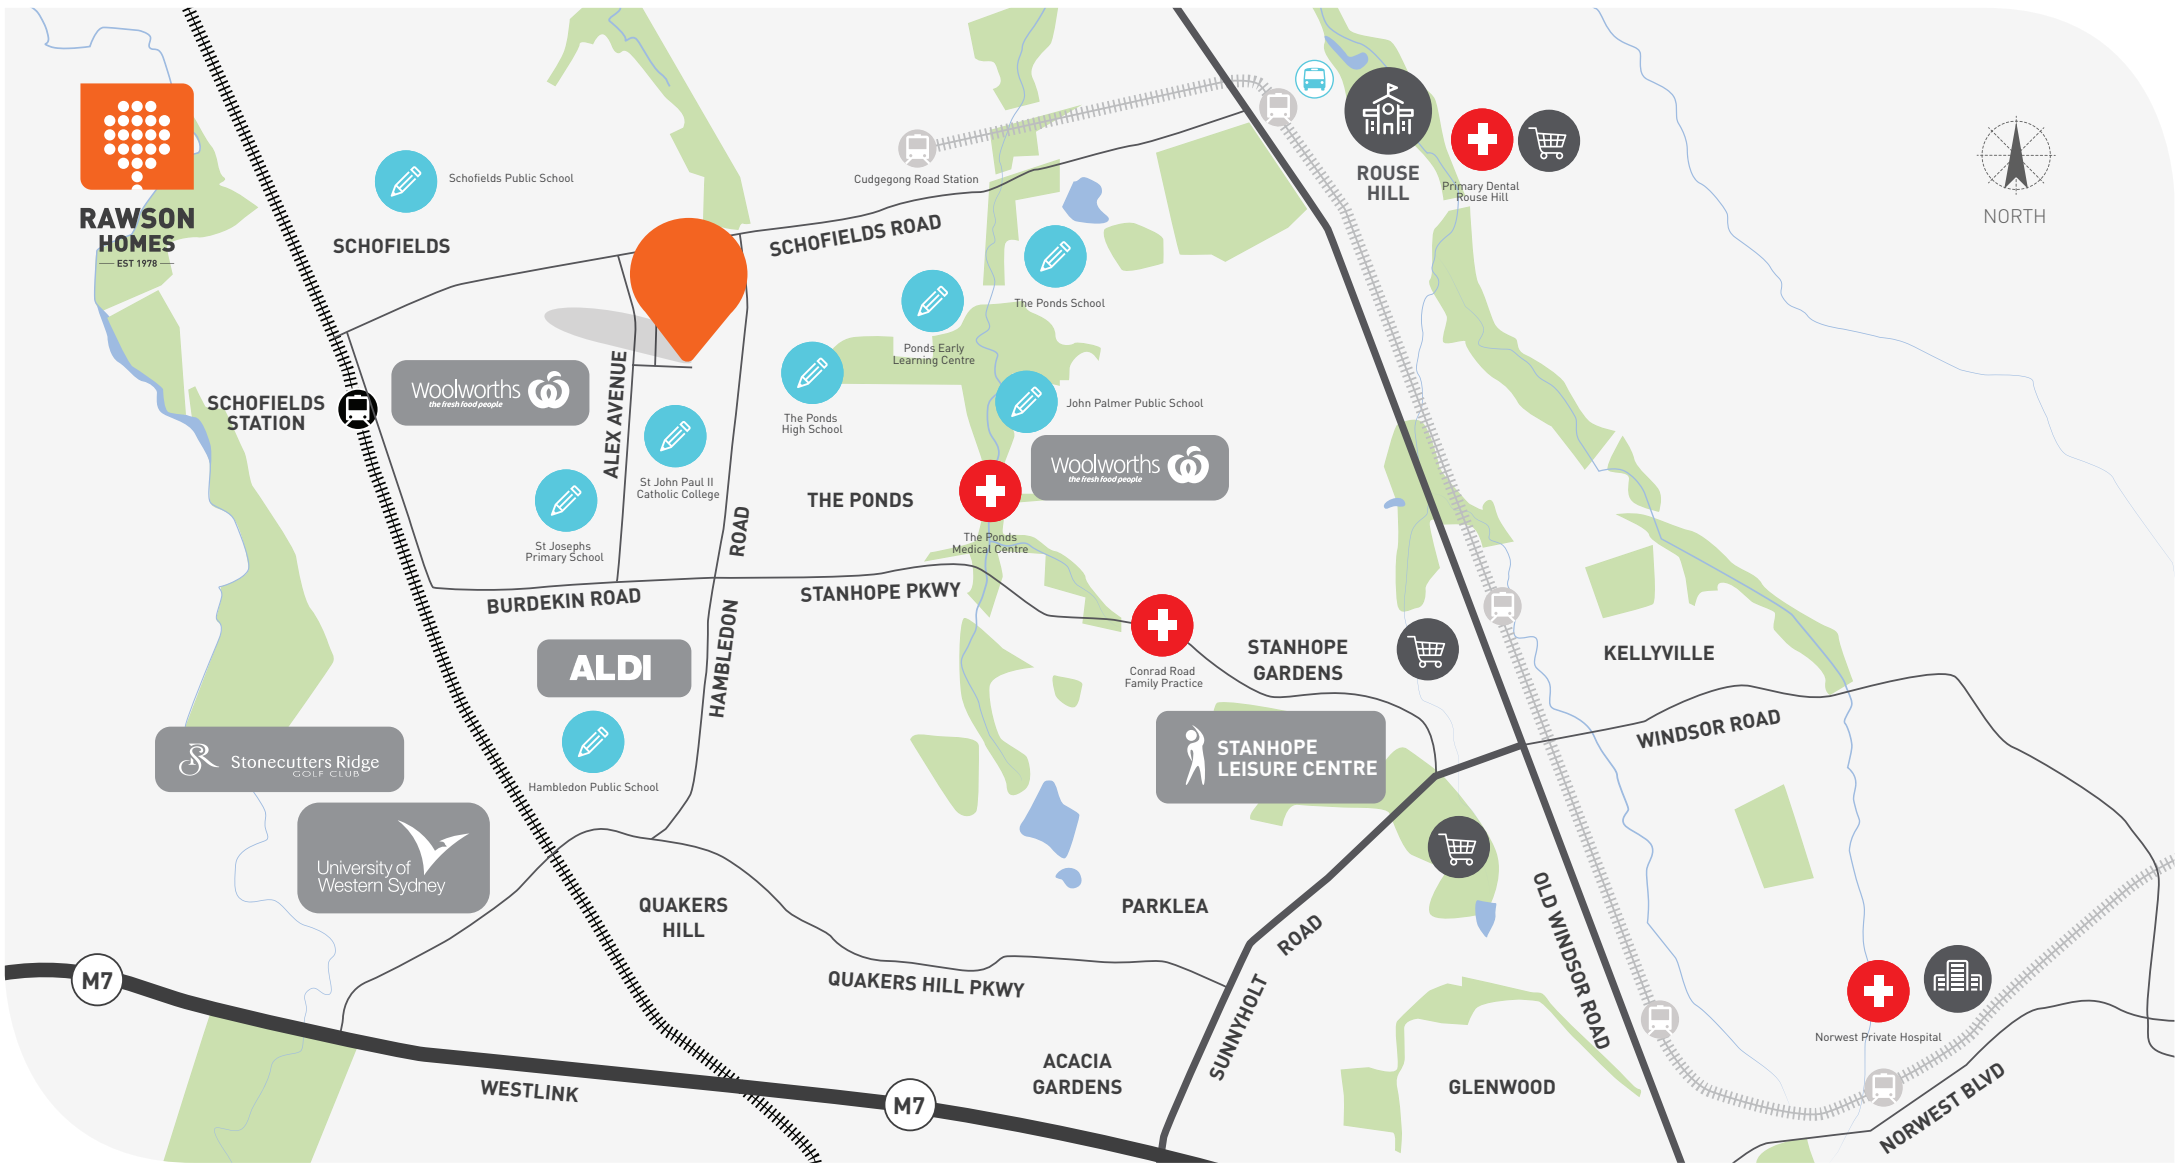 RAWSON
HOMES
EST 1978
Schofields Public School
SCHOFIELDS
Cudgegong Road Station
SCHOFIELDS ROAD
ROUSE
HILL
Primary Dental
Rouse Hill
NORTH
The Ponds School
Ponds Early
Learning Centre
SCHOFIELDS
STATION
Woolworths
the fresh food people
ALEX AVENUE
The Ponds
High School
John Palmer Public School
Woolworths
the fresh food people
St John Paul II
Catholic College
THE PONDS
St Josephs
Primary School
ROAD
The Ponds
Medical Centre
BURDEKIN ROAD
STANHOPE PKWY
HAMBLEDON
ALDI
Conrad Road
Family Practice
STANHOPE
GARDENS
KELLYVILLE
WINDSOR ROAD
SR
Stonecutters Ridge
GOLF CLUB
Hambledon Public School
STANHOPE
LEISURE CENTRE
University of
Western Sydney
QUAKERS
HILL
PARKLEA
ROAD
OLD WINDSOR ROAD
M7
QUAKERS HILL PKWY
SUNNYHOLT
Norwest Private Hospital
WESTLINK
M7
ACACIA
GARDENS
GLENWOOD
NORWEST BLVD